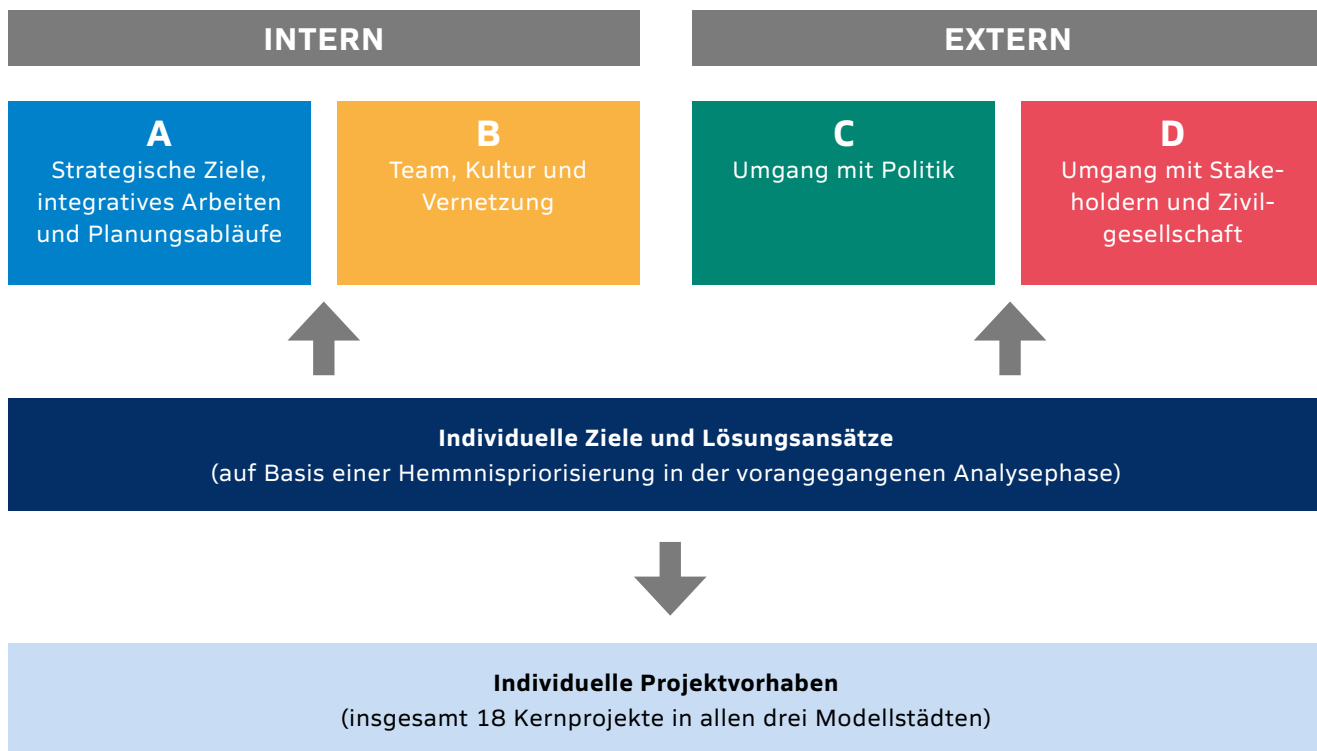 INTERN
EXTERN
A
Strategische Ziele,
integratives Arbeiten
und Planungsabläufe
B
Team, Kultur und
Vernetzung
C
Umgang mit Politik
D
Umgang mit Stake-
holdern und Zivil-
gesellschaft
Individuelle Ziele und Lösungsansätze
(auf Basis einer Hemmnispriorisierung in der vorangegangenen Analysephase)
Individuelle Projektvorhaben
(insgesamt 18 Kernprojekte in allen drei Modellstädten)